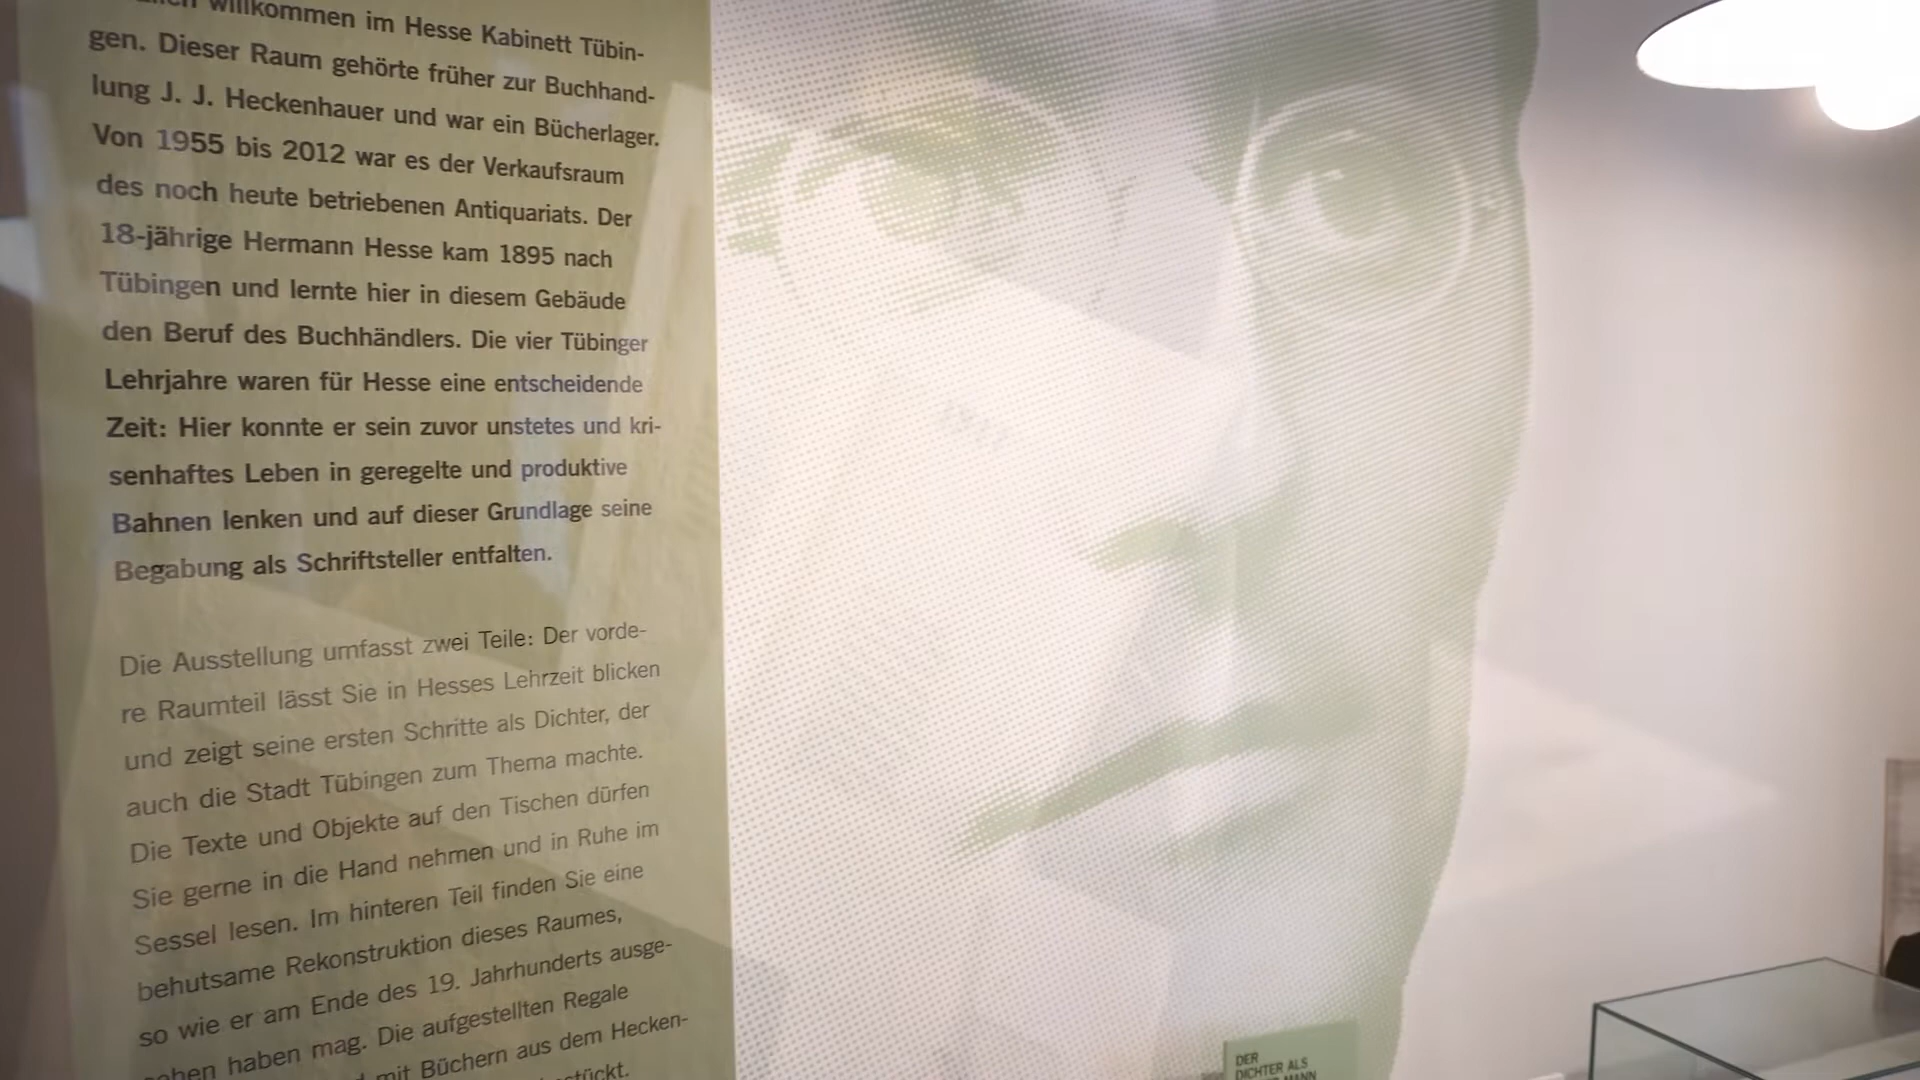 willkommen im Hesse Kabinett Tübin-
gen. Dieser Raum gehörte früher zur Buchhand-
lung J. J. Heckenhauer und war ein Bücherlager.
Von 1955 bis 2012 war es der Verkaufsraum
des noch heute betriebenen Antiquariats. Der
18-jährige Hermann Hesse kam 1895 nach
Tübingen und lernte hier in diesem Gebäude
den Beruf des Buchhändlers. Die vier Tübinger
Lehrjahre waren für Hesse eine entscheidende
Zeit: Hier konnte er sein zuvor unstetes und kri-
senhaftes Leben in geregelte und produktive
Bahnen lenken und auf dieser Grundlage seine
Begabung als Schriftsteller entfalten.
Die Ausstellung umfasst zwei Teile: Der vorde-
re Raumteil lässt Sie in Hesses Lehrzeit blicken
und zeigt seine ersten Schritte als Dichter, der
auch die Stadt Tübingen zum Thema machte.
Die Texte und Objekte auf den Tischen dürfen
Sie gerne in die Hand nehmen und in Ruhe im
Sessel lesen. Im hinteren Teil finden Sie eine
behutsame Rekonstruktion dieses Raumes,
so wie er am Ende des 19. Jahrhunderts ausge-
haben mag. Die aufgestellten Regale
mit Büchern aus dem Hecken-
DER
DICHTER ALS